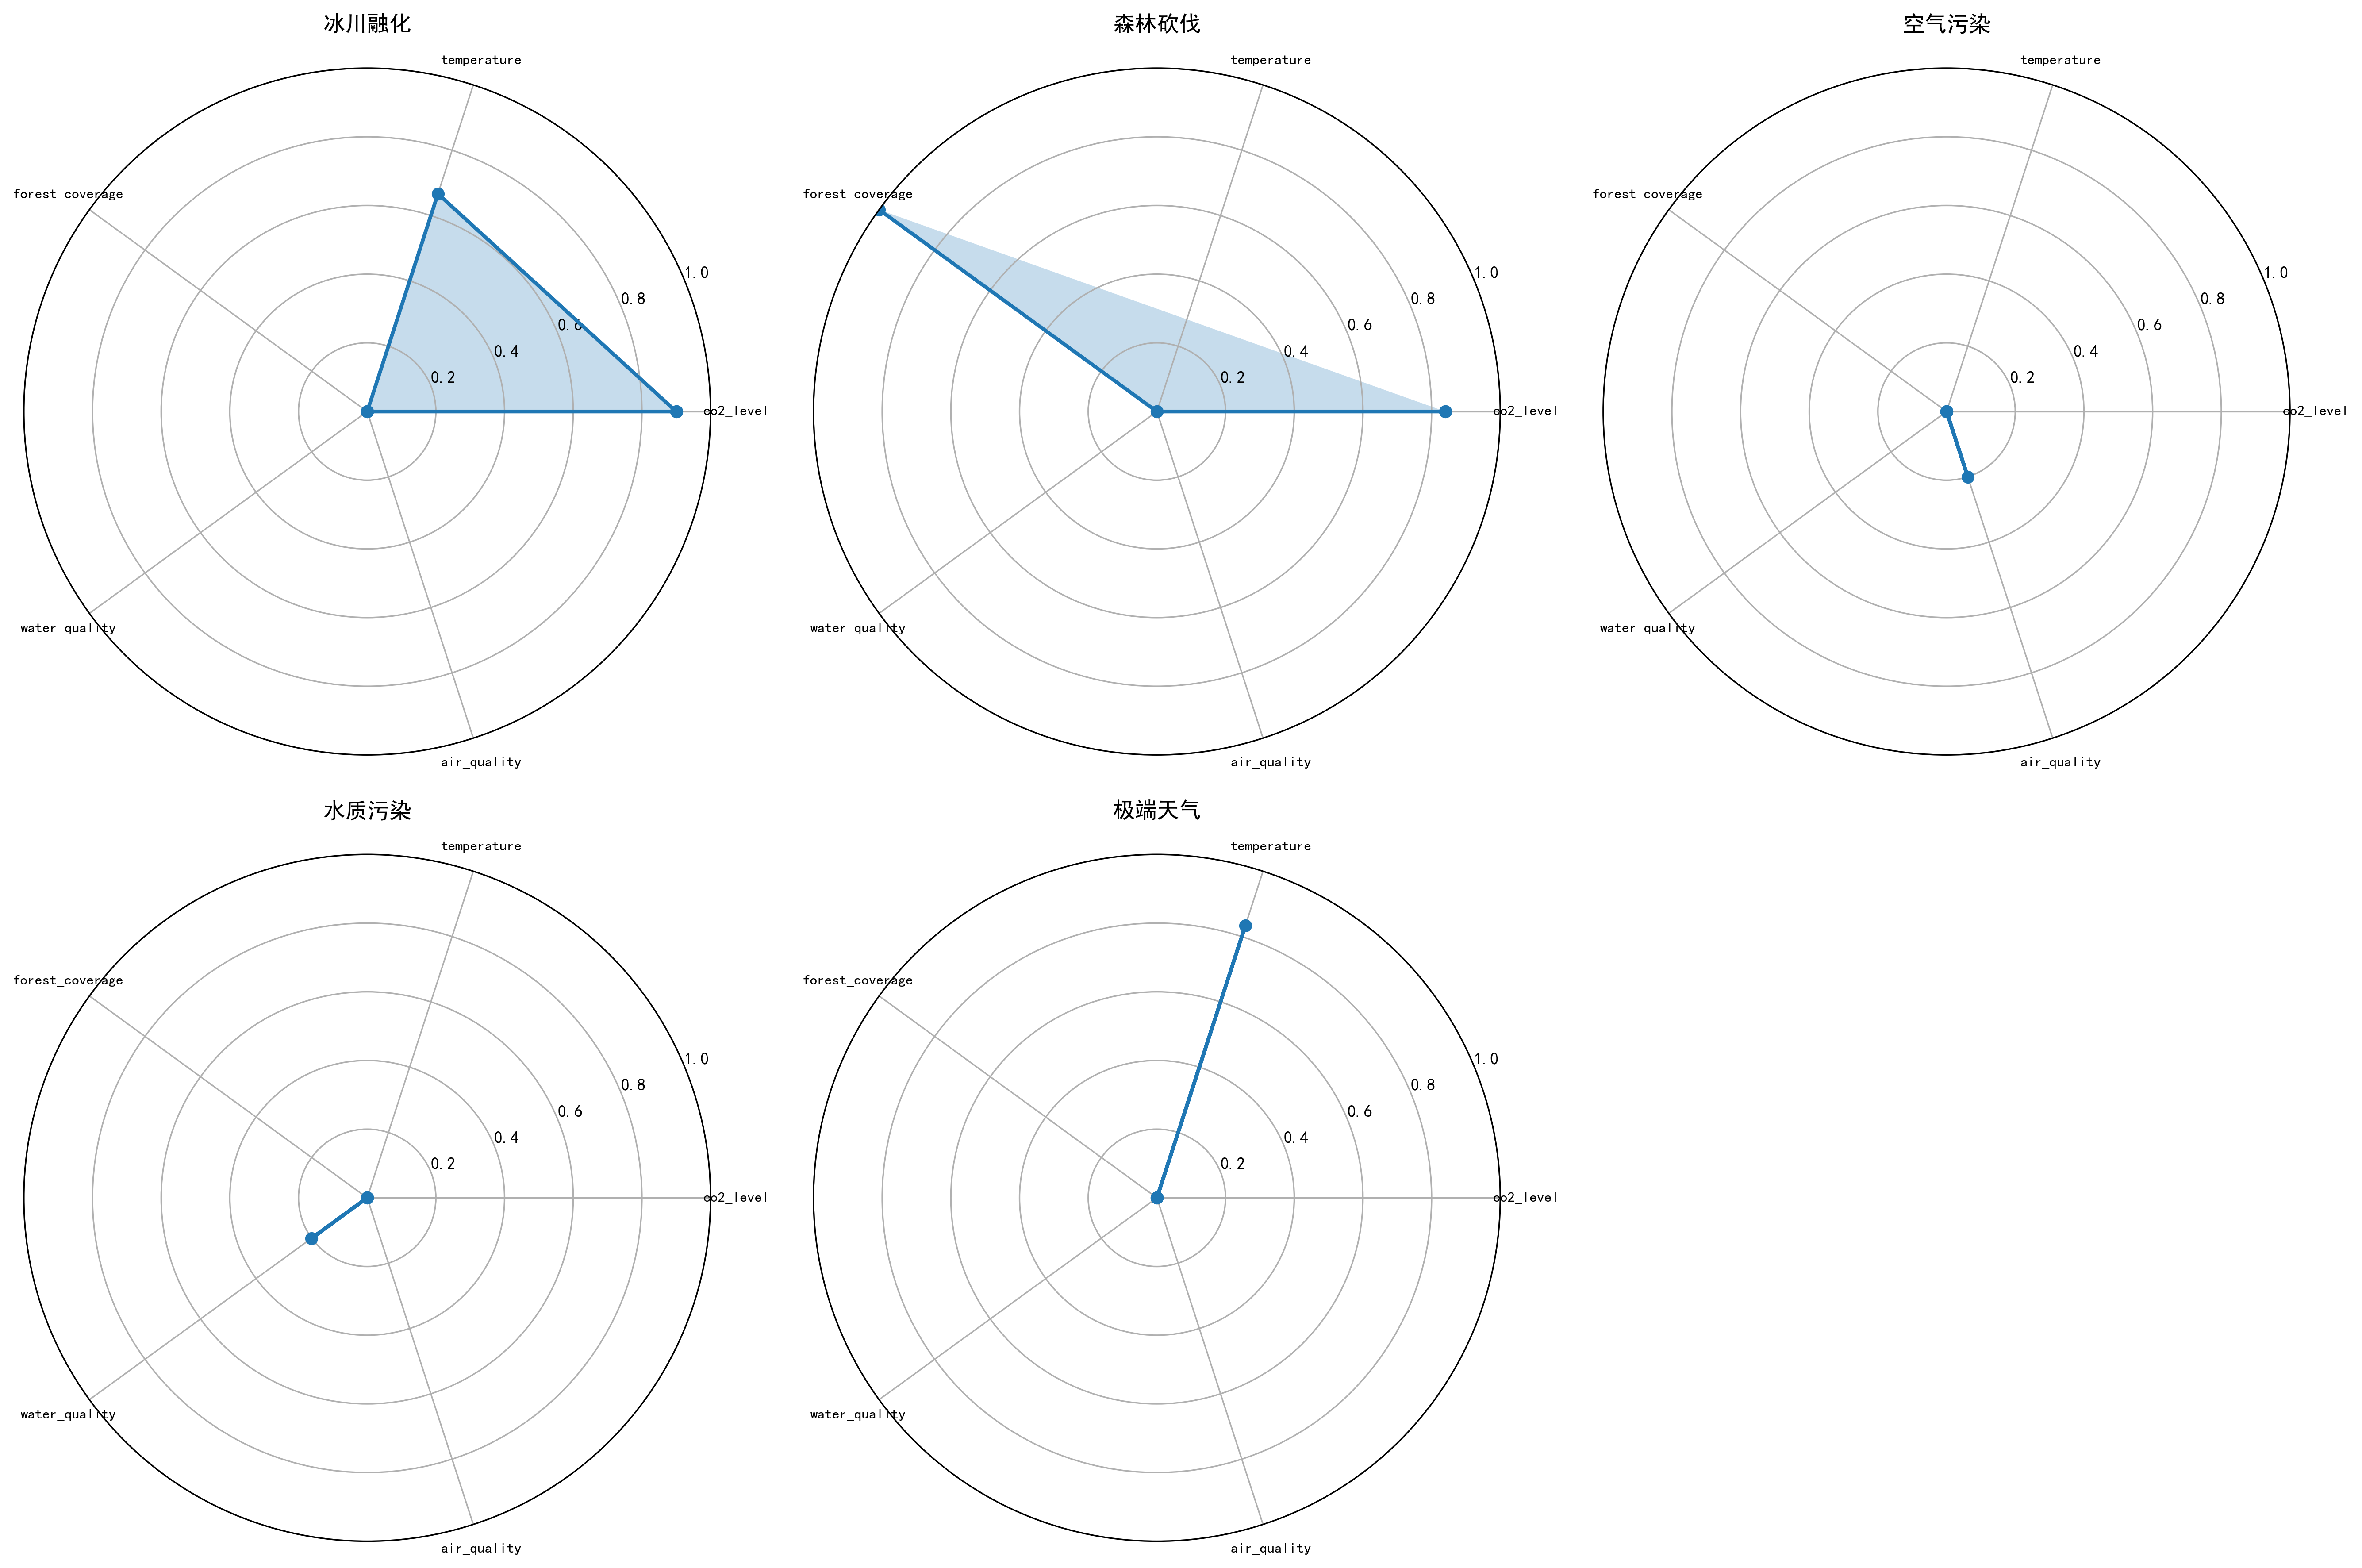 冰川融化
temperature
forest_coverage
1.0
0.8
0.6
0.4
0.2
co2_level
water_quality
air_quality
森林砍伐
temperature
forest_coverage
1.0
0.8
0.6
0.4
0.2
co2_level
water_quality
air_quality
空气污染
temperature
forest_coverage
1.0
0.8
0.6
0.4
0.2
co2_level
water_quality
air_quality
水质污染
temperature
forest_coverage
1.0
0.8
0.6
0.4
0.2
co2_level
water_quality
air_quality
极端天气
temperature
forest_coverage
1.0
0.8
0.6
0.4
0.2
co2_level
water_quality
air_quality